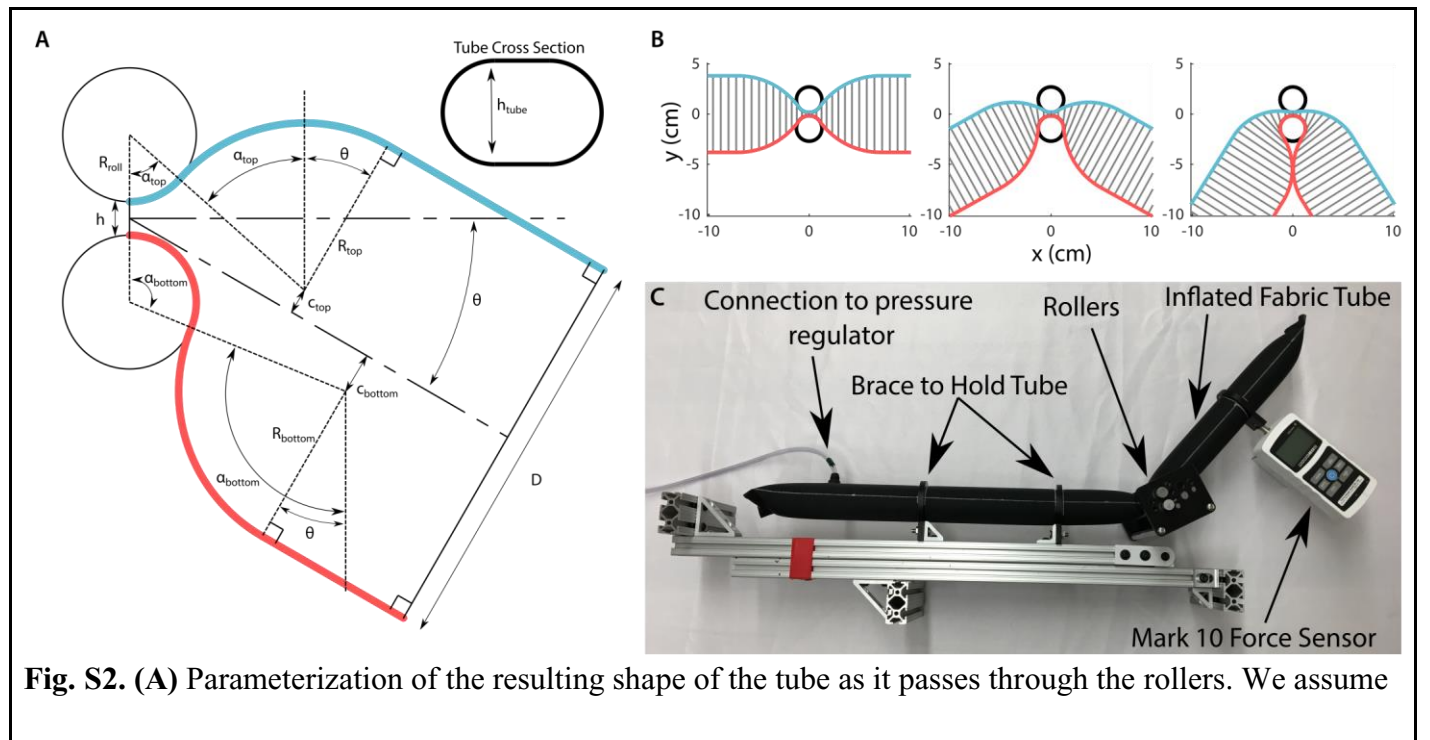 A
Tube Cross Section
h_tube
R_roll
α_top
α_top
θ
h
R_top
α_bottom
c_top
θ
c_bottom
R_bottom
α_bottom
θ
D
B
5
0
-5
-10
y (cm)
-10
0
10
5
0
-5
-10
-10
0
10
5
0
-5
-10
-10
0
10
x (cm)
C
Connection to pressure
regulator
Rollers
Inflated Fabric Tube
Brace to Hold Tube
Mark 10 Force Sensor
Fig. S2. (A) Parameterization of the resulting shape of the tube as it passes through the rollers. We assume